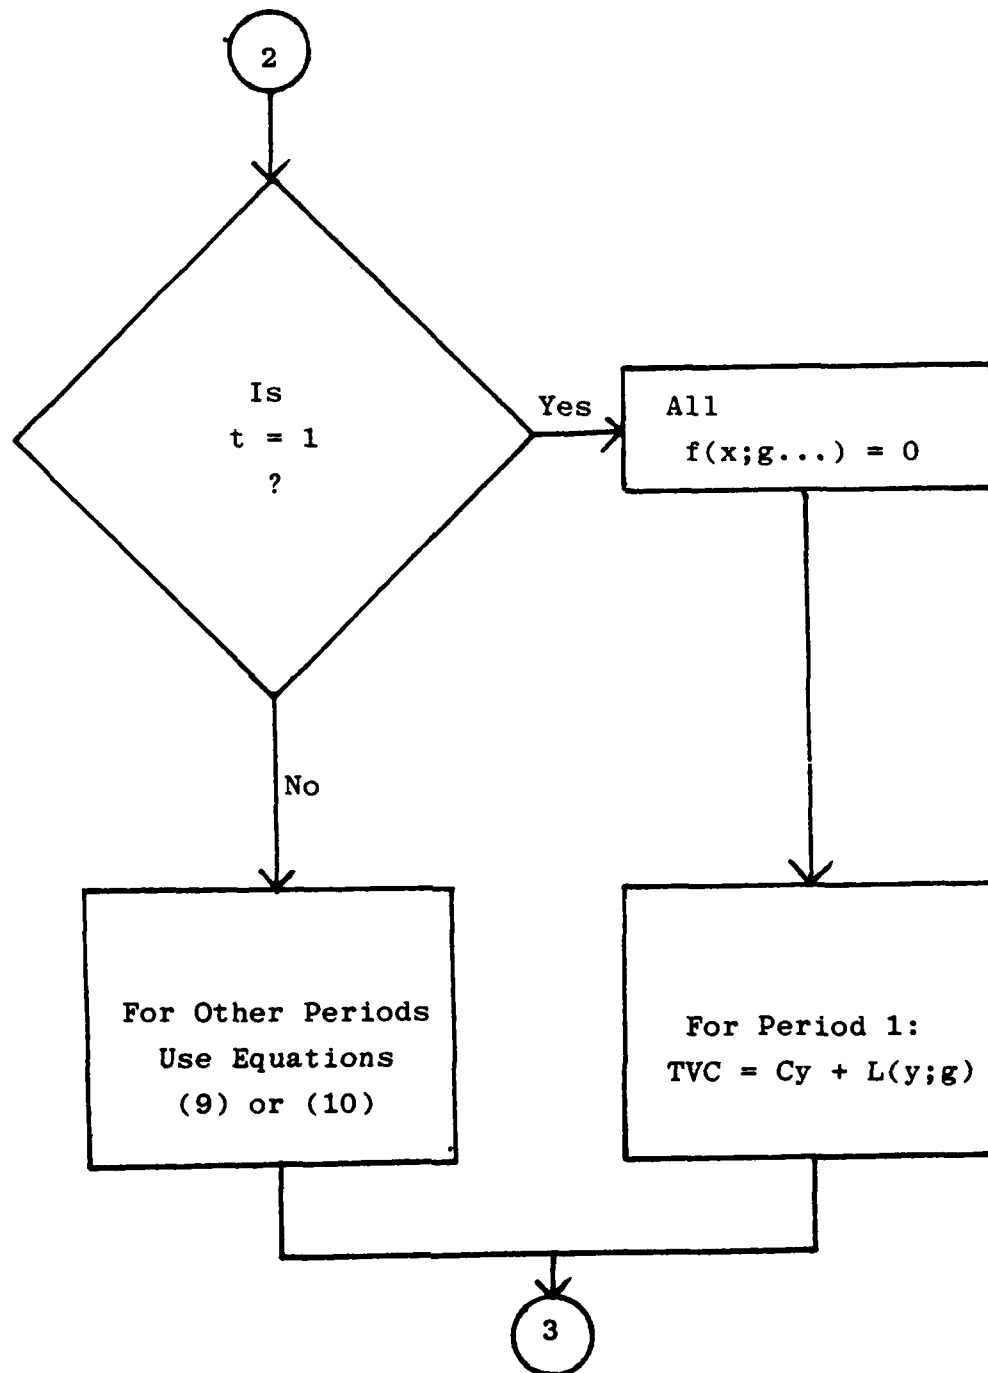 2
Is
t = 1
?
Yes
All
f(x;g...) = 0
No
For Other Periods
Use Equations
(9) or (10)
For Period 1:
TVC = Cy + L(y;g)
3